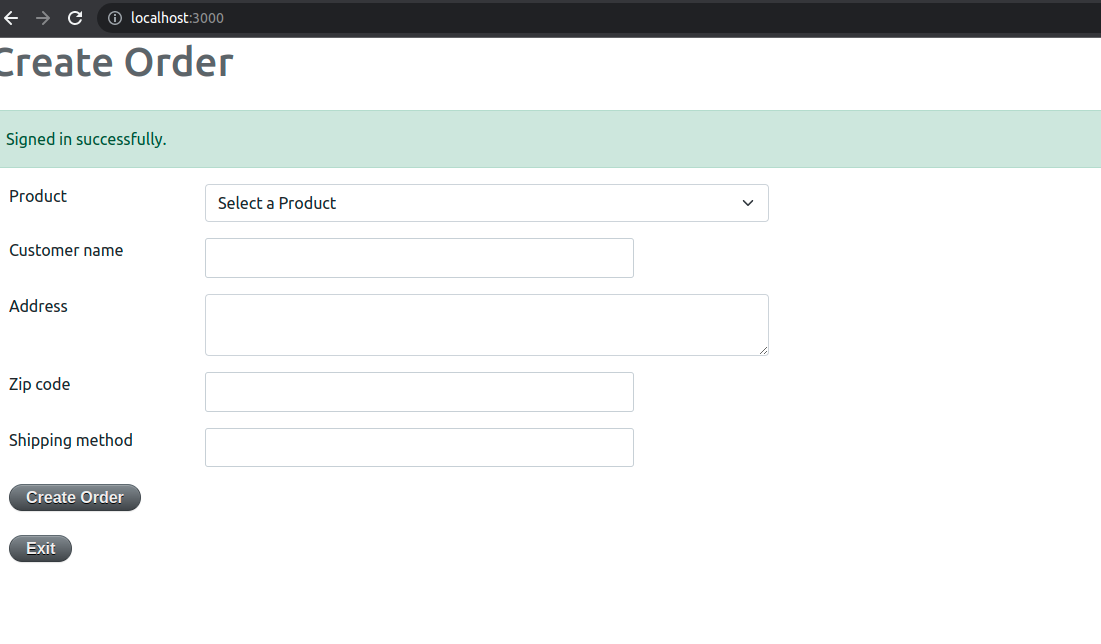 localhost:3000
Create Order
Signed in successfully.
Product
Select a Product
Customer name
Address
Zip code
Shipping method
Create Order
Exit